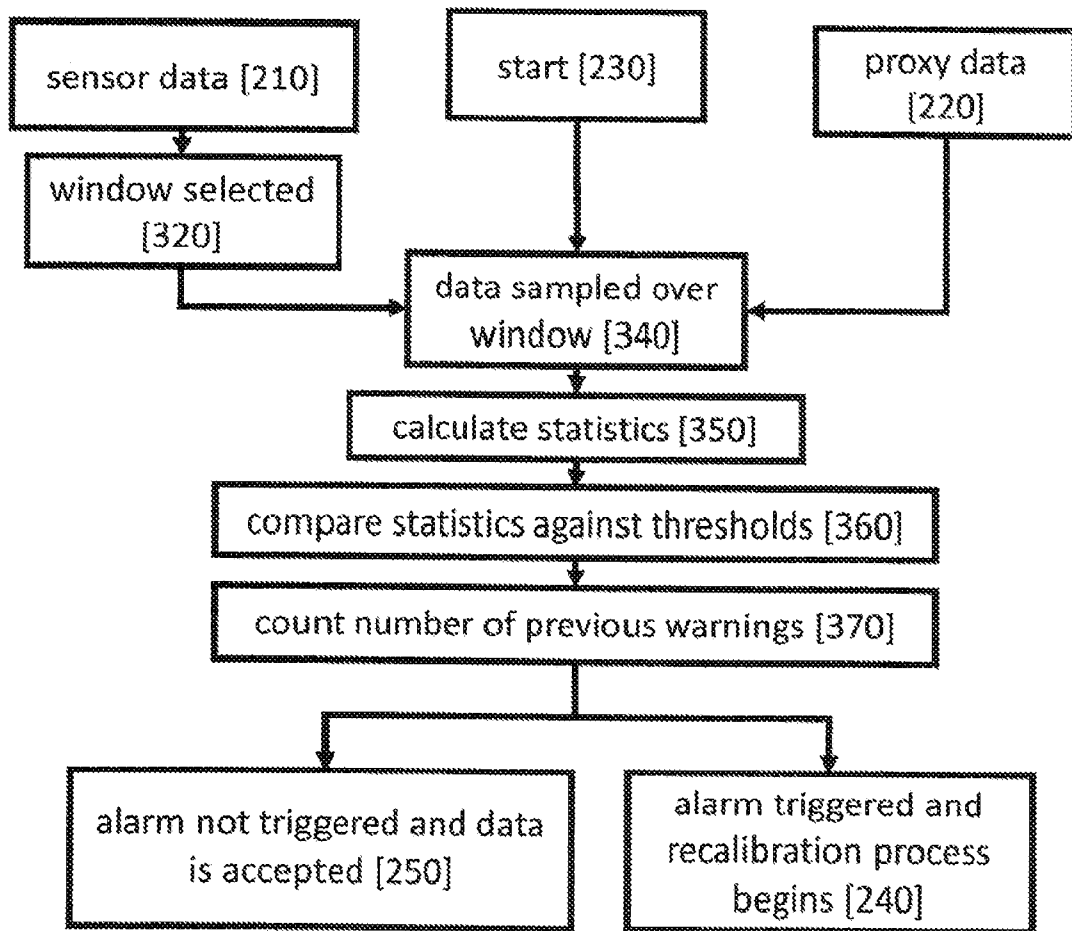 sensor data [210]
start [230]
proxy data
[220]
window selected
[320]
data sampled over
window [340]
calculate statistics [350]
compare statistics against thresholds [360]
count number of previous warnings [370]
alarm not triggered and data
is accepted [250]
alarm triggered and
recalibration process
begins [240]